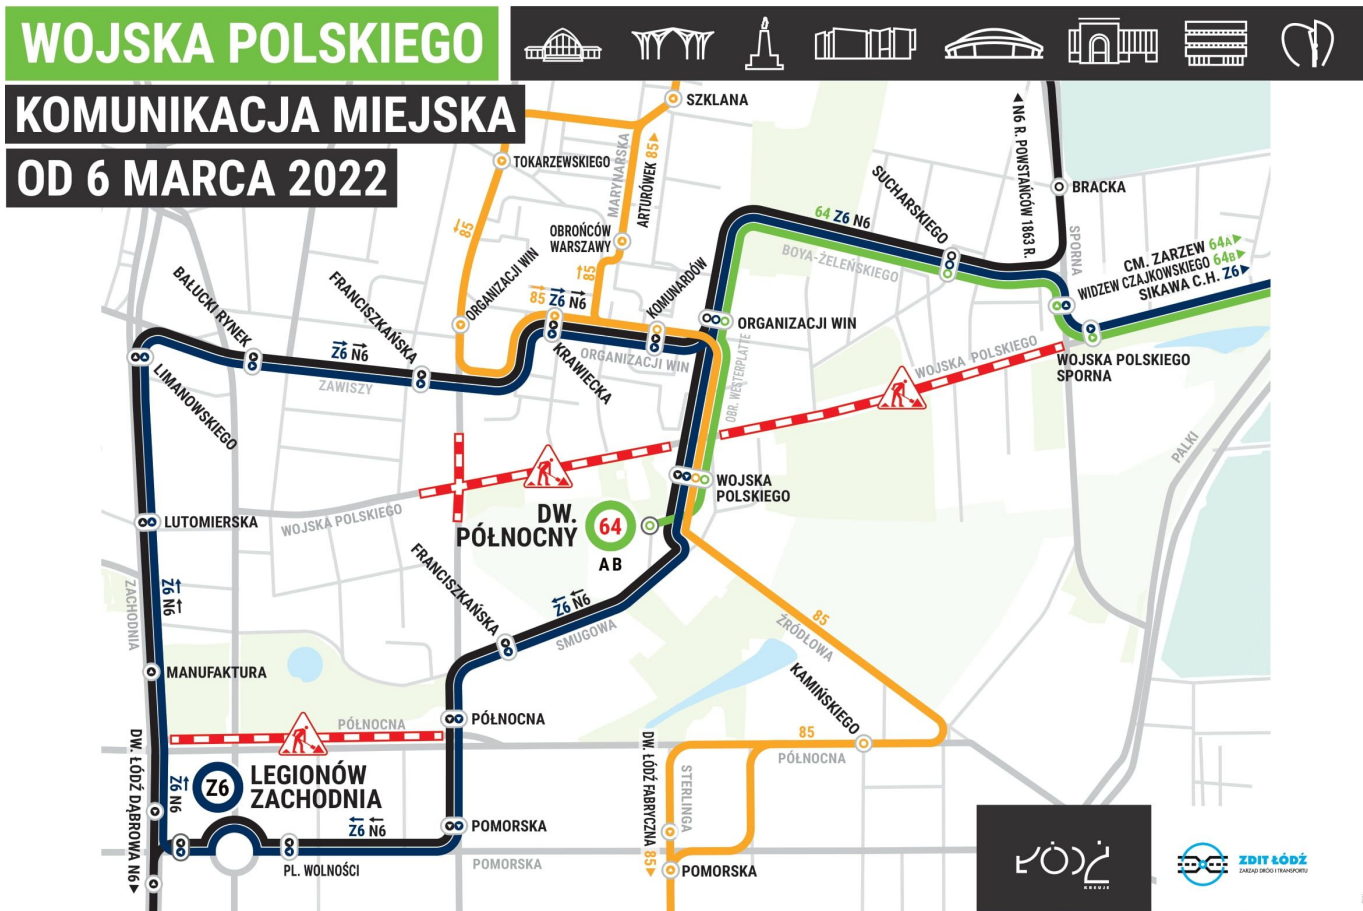 WOJSKA POLSKIEGO
KOMUNIKACJA MIEJSKA
OD 6 MARCA 2022
SZKLANA
TOKARZEWSKIEGO
MARYNARSKA
ARTURÓWEK 85
OBROŃCÓW
WARSZAWY
85
85
ORGANIZACJI WIN
85 Z6 N6
KOMUNARDÓW
64 Z6 N6
SUCHARSKIEGO
BOYA-ŻELEŃSKIEGO
N6 R. POWSTAŃCÓW 1863 R.
BRACKA
SPORNA
CM. ZARZEW 64A
WIDZEW CZAJKOWSKIEGO 64B
SIKAWA C.H. Z6
BAŁUCKI RYNEK
FRANCISZKAŃSKA
Z6 N6
ZAWISZY
LIMANOWSKIEGO
KRAWIECKA
ORGANIZACJI WIN
ORGANIZACJI WIN
OBR. WESTERPLATTE
WOJSKA POLSKIEGO
WOJSKA POLSKIEGO
SPORNA
PALKI
WOJSKA
POLSKIEGO
LUTOMIERSKA
WOJSKA POLSKIEGO
DW.
PÓŁNOCNY
64
A B
FRANCISZKAŃSKA
Z6 N6
SMUGOWA
ZACHODNIA
Z6 N6
85
ŹRÓDŁOWA
MANUFAKTURA
KAMIŃSKIEGO
PÓŁNOCNA
PÓŁNOCNA
85
PÓŁNOCNA
DW. ŁÓDŹ DĄBROWA N6
Z6 N6
Z6
LEGIONÓW
ZACHODNIA
DW. ŁÓDŹ FABRYCZNA 85
STERLINGA
Z6 N6
POMORSKA
PL. WOLNOŚCI
POMORSKA
POMORSKA
ŁÓDŹ
KREUJE
ZDIT ŁÓDŹ
ZARZĄD DRÓG I TRANSPORTU